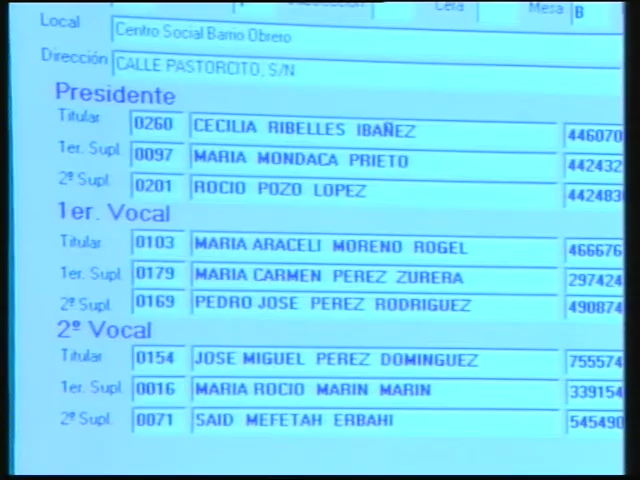 Cera Mesa B
Local Centro Social Barrio Obrero
Dirección CALLE PASTORCITO, S/N
Presidente
Titular 0260 CECILIA RIBELLES IBAÑEZ 446070
1er. Supl. 0097 MARIA MONDACA PRIETO 442432
2º Supl. 0201 ROCIO POZO LOPEZ 442483
1er. Vocal
Titular 0103 MARIA ARACELI MORENO ROGEL 466676
1er. Supl. 0179 MARIA CARMEN PEREZ ZURERA 297424
2º Supl. 0169 PEDRO JOSE PEREZ RODRIGUEZ 490874
2º Vocal
Titular 0154 JOSE MIGUEL PEREZ DOMINGUEZ 755574
1er. Supl. 0016 MARIA ROCIO MARIN MARIN 339154
2º Supl. 0071 SAID MEFETAH ERBAHI 545490